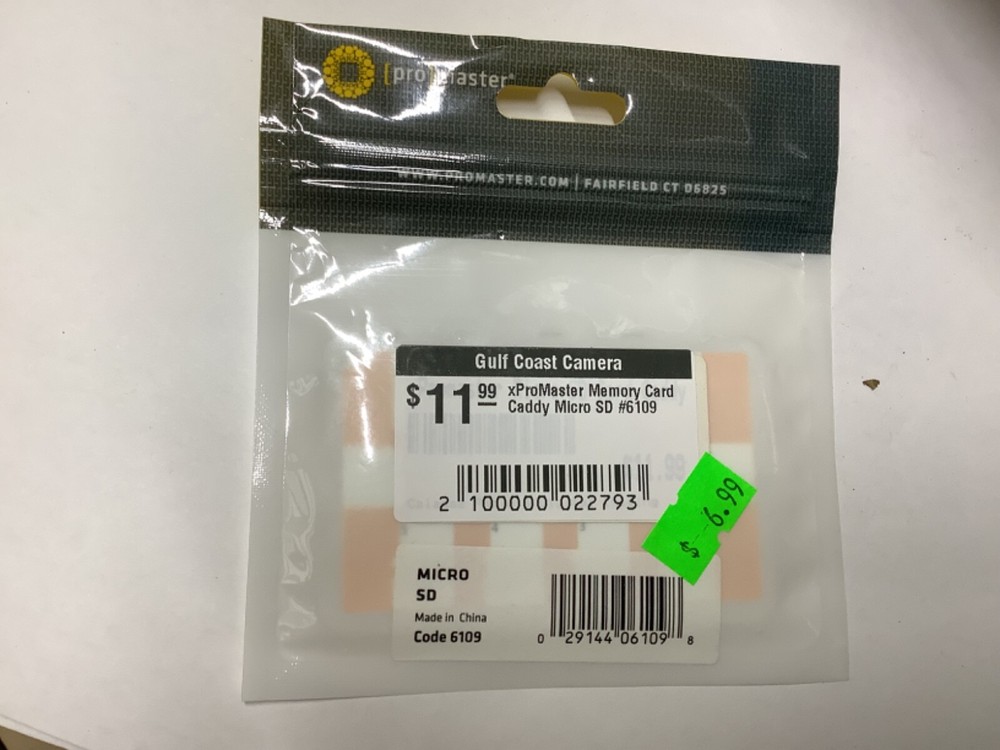 [pro]master
WWW.PROMASTER.COM | FAIRFIELD CT 06825
Gulf Coast Camera
$11 99
xProMaster Memory Card
Caddy Micro SD #6109
2 100000 022793
$ 6.99
MICRO
SD
Made in China
Code 6109
0 29144 06109 8